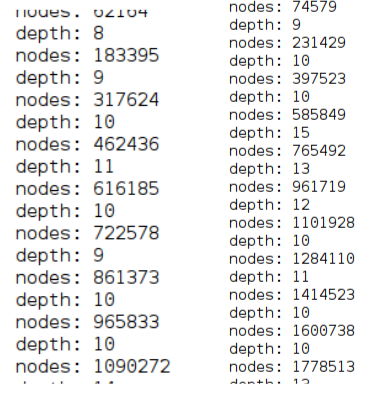 nodes: 62164
depth: 8
nodes: 183395
depth: 9
nodes: 317624
depth: 10
nodes: 462436
depth: 11
nodes: 616185
depth: 10
nodes: 722578
depth: 9
nodes: 861373
depth: 10
nodes: 965833
depth: 10
nodes: 1090272
nodes: 74579
depth: 9
nodes: 231429
depth: 10
nodes: 397523
depth: 10
nodes: 585849
depth: 15
nodes: 765492
depth: 13
nodes: 961719
depth: 12
nodes: 1101928
depth: 10
nodes: 1284110
depth: 11
nodes: 1414523
depth: 10
nodes: 1600738
depth: 10
nodes: 1778513